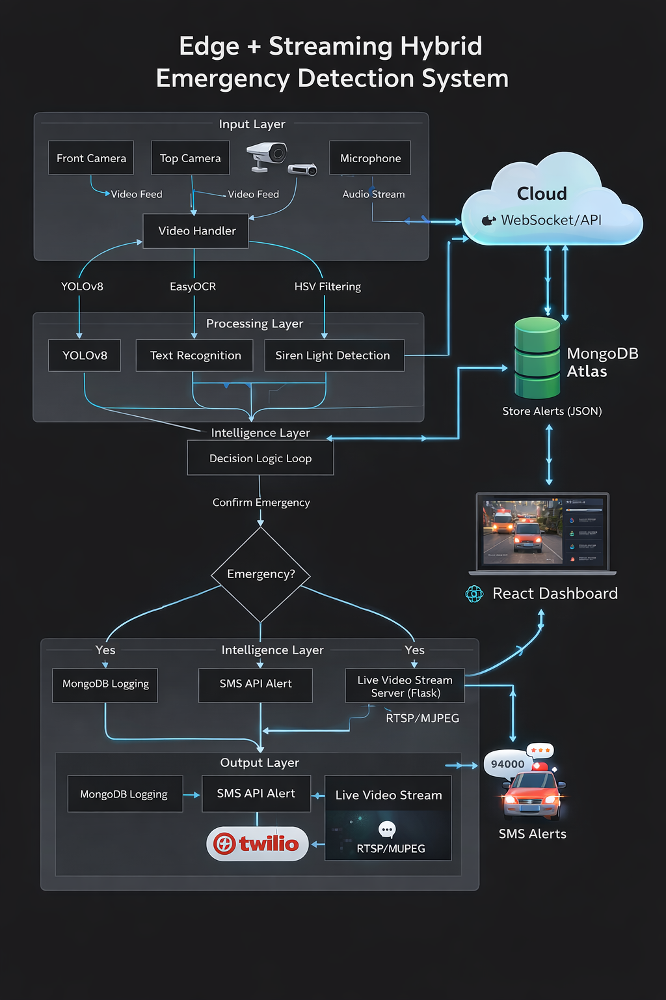 Edge + Streaming Hybrid
Emergency Detection System
Input Layer
Front Camera
Top Camera
Microphone
Video Feed
Video Feed
Audio Stream
Video Handler
Cloud
WebSocket/API
YOLOv8
EasyOCR
HSV Filtering
Processing Layer
YOLOv8
Text Recognition
Siren Light Detection
MongoDB
Atlas
Store Alerts (JSON)
Intelligence Layer
Decision Logic Loop
Confirm Emergency
Emergency?
React Dashboard
Yes
Intelligence Layer
Yes
MongoDB Logging
SMS API Alert
Live Video Stream
Server (Flask)
RTSP/MJPEG
Output Layer
94000
MongoDB Logging
SMS API Alert
Live Video Stream
twilio
RTSP/MUPEG
SMS Alerts